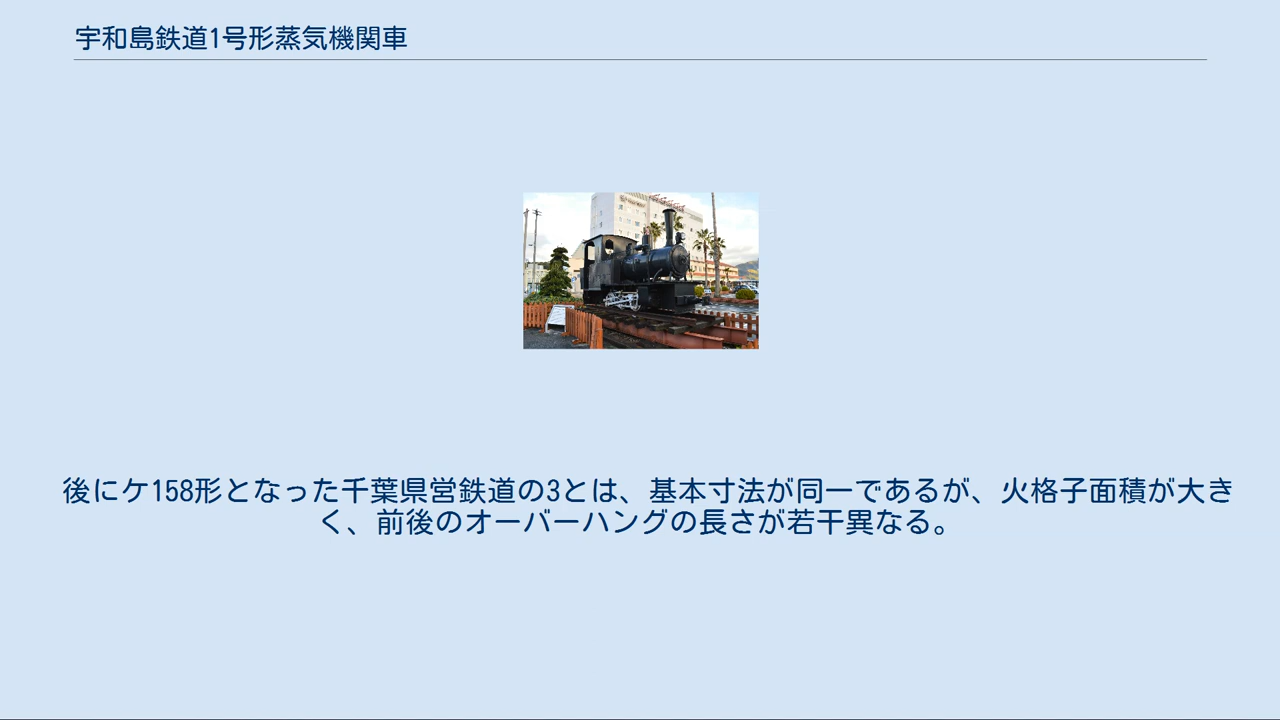 宇和島鉄道1号形蒸気機関車
後にケ158形となった千葉県営鉄道の3とは、基本寸法が同一であるが、火格子面積が大き
く、前後のオーバーハングの長さが若干異なる。